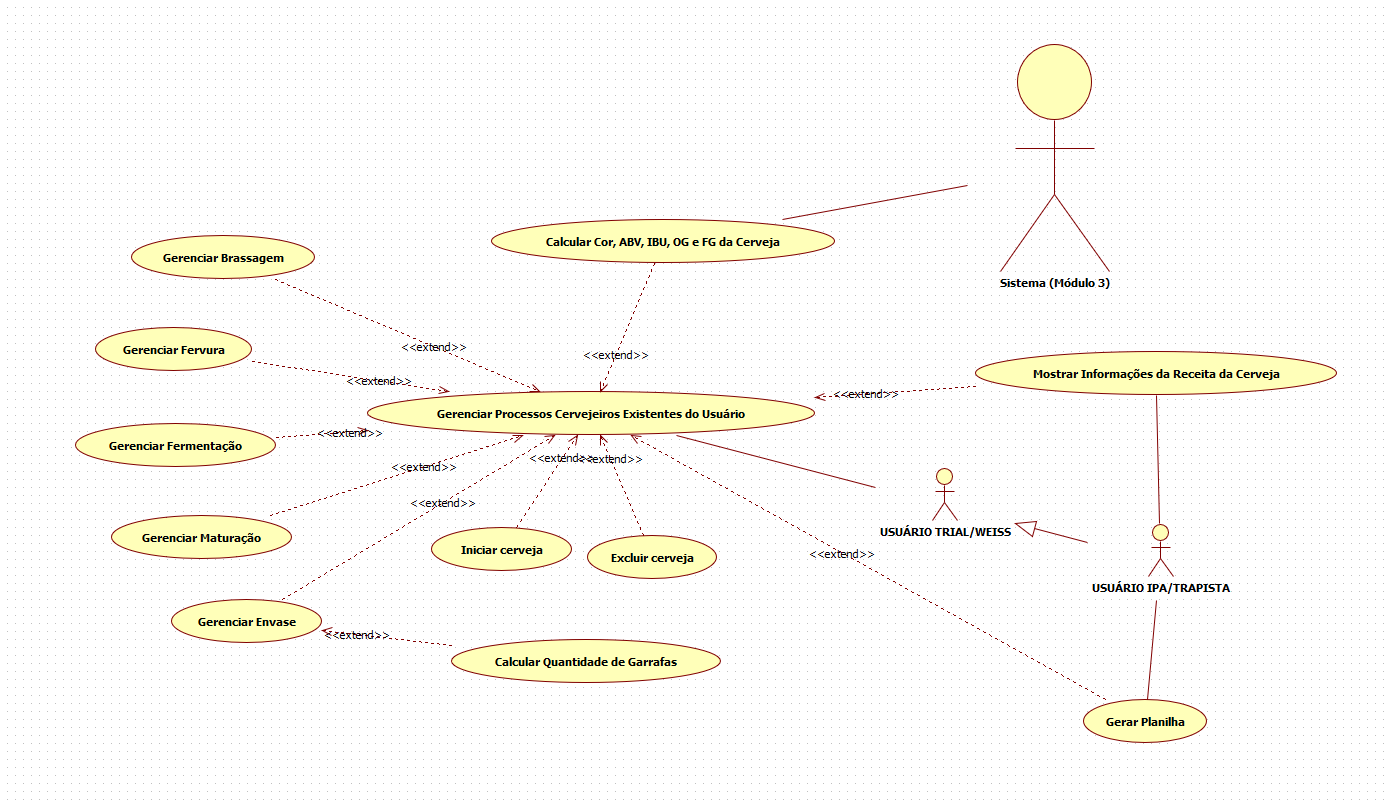 Calcular Cor, ABV, IBU, OG e FG da Cerveja
Gerenciar Brassagem
Sistema (Módulo 3)
<<extend>>
<<extend>>
Gerenciar Fervura
Mostrar Informações da Receita da Cerveja
<<extend>>
<<extend>>
Gerenciar Processos Cervejeiros Existentes do Usuário
<<extend>>
Gerenciar Fermentação
<<extend>>
<<extend>>
<<extend>>
<<extend>>
Gerenciar Maturação
Iniciar cerveja
Excluir cerveja
USUÁRIO TRIAL/WEISS
<<extend>>
USUÁRIO IPA/TRAPISTA
Gerenciar Envase
<<extend>>
Calcular Quantidade de Garrafas
Gerar Planilha